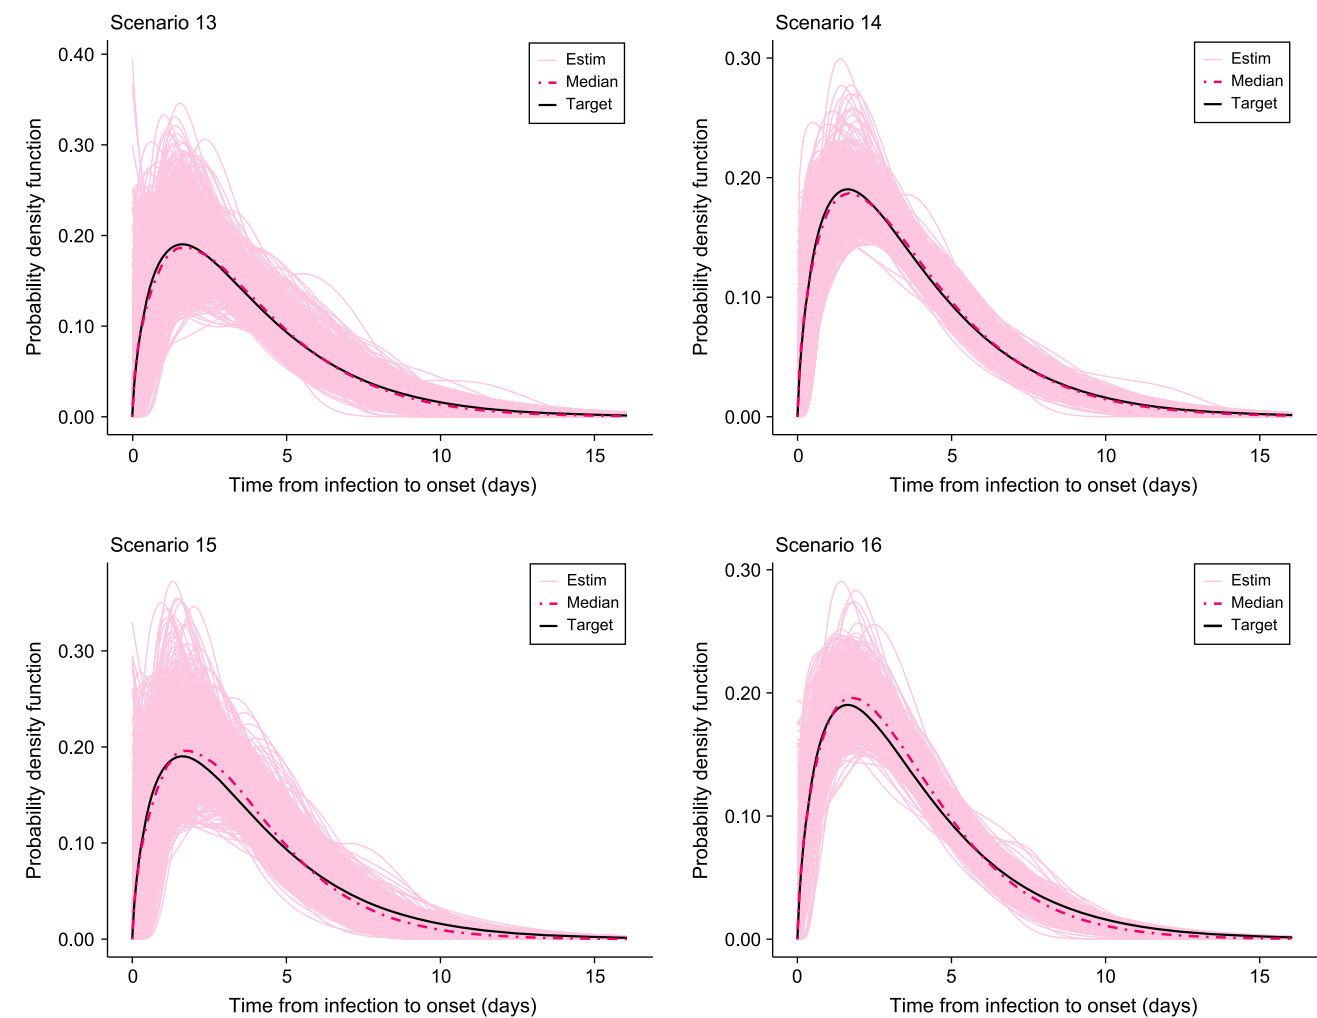 Scenario 13
0.40
0.30
0.20
0.10
0.00
Probability density function
Estim
Median
Target
0
5
10
15
Time from infection to onset (days)
Scenario 14
0.30
0.20
0.10
0.00
Probability density function
Estim
Median
Target
0
5
10
15
Time from infection to onset (days)
Scenario 15
0.30
0.20
0.10
0.00
Probability density function
Estim
Median
Target
0
5
10
15
Time from infection to onset (days)
Scenario 16
0.30
0.20
0.10
0.00
Probability density function
Estim
Median
Target
0
5
10
15
Time from infection to onset (days)